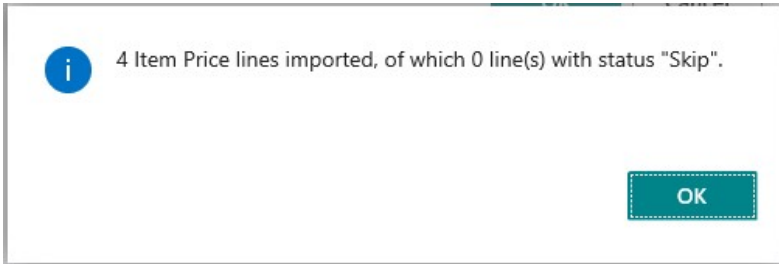 4 Item Price lines imported, of which 0 line(s) with status "Skip".
OK